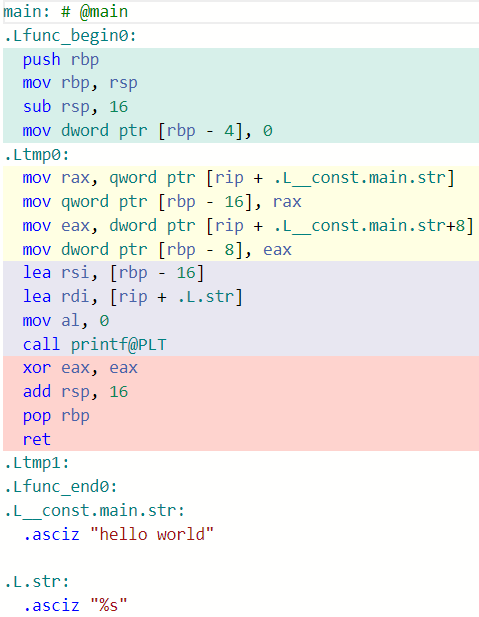 main: # @main
.Lfunc_begin0:
push rbp
mov rbp, rsp
sub rsp, 16
mov dword ptr [rbp - 4], 0
.Ltmp0:
mov rax, qword ptr [rip + .L__const.main.str]
mov qword ptr [rbp - 16], rax
mov eax, dword ptr [rip + .L__const.main.str+8]
mov dword ptr [rbp - 8], eax
lea rsi, [rbp - 16]
lea rdi, [rip + .L.str]
mov al, 0
call printf@PLT
xor eax, eax
add rsp, 16
pop rbp
ret
.Ltmp1:
.Lfunc_end0:
.L__const.main.str:
.asciz "hello world"
.L.str:
.asciz "%s"